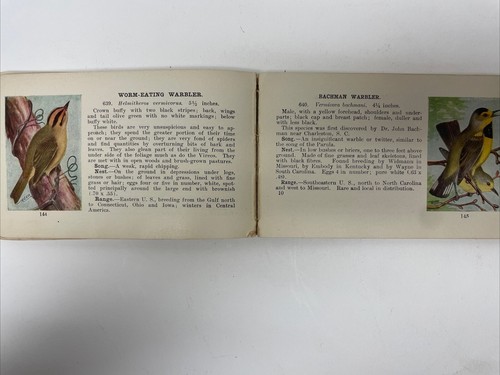 WORM-EATING WARBLER.
639. Helmitheros vermivorus. 5½ inches.
Crown buffy with two black stripes; back, wings
and tail olive green with no white markings; below
buffy white.
These birds are very unsuspicious and easy to ap-
proach; they spend the greater portion of their time
on or near the ground; they are very fond of spiders
and find quantities by overturning bits of bark and
leaves. They also glean part of their living from the
under side of the foliage much as do the Vireos. They
are not met with in open woods and brush-grown pastures.
Song.—A weak, rapid chipping.
Nest.—On the ground in depressions under logs,
stones or bushes; of leaves and grass, lined with fine
grass or hair; eggs four or five in number, white, spot-
ted principally around the large end with brownish
(.70 x .55).
Range.—Eastern U. S., breeding from the Gulf north
to Connecticut, Ohio and Iowa; winters in Central
America.
144
BACHMAN WARBLER.
640. Vermivora bachmani. 4¼ inches.
Male, with a yellow forehead, shoulders and under-
parts; black cap and breast patch; female, duller and
with less black.
This species was first discovered by Dr. John Bach-
man near Charleston, S. C.
Song.—An insignificant warble or twitter, similar to
the song of the Parula.
Nest.—In low bushes or briers, one to three feet above
ground. Made of fine grasses and leaf skeletons, lined
with black fibres. Found breeding by Widmann in
Missouri, by Embody in Kentucky and by Wayne in
South Carolina. Eggs 4 in number; pure white (.63 x
.48).
Range.—Southeastern U. S., north to North Carolina
and west to Missouri. Rare and local in distribution.
10
145